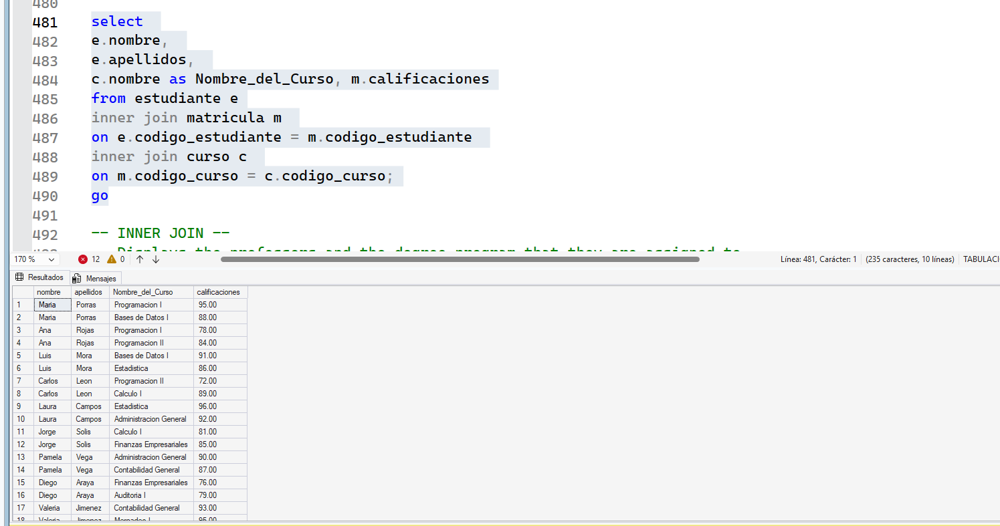 480
481 select
482 e.nombre,
483 e.apellidos,
484 c.nombre as Nombre_del_Curso, m.calificaciones
485 from estudiante e
486 inner join matricula m
487 on e.codigo_estudiante = m.codigo_estudiante
488 inner join curso c
489 on m.codigo_curso = c.codigo_curso;
490 go
491
492 -- INNER JOIN --
Displays the professors and the degree program that they are assigned to
170 % 12 0 Línea: 481, Carácter: 1 (235 caracteres, 10 líneas) TABULACI
Resultados Mensajes
nombre apellidos Nombre_del_Curso calificaciones
1 Maria Porras Programacion I 95.00
2 Maria Porras Bases de Datos I 88.00
3 Ana Rojas Programacion I 78.00
4 Ana Rojas Programacion II 84.00
5 Luis Mora Bases de Datos I 91.00
6 Luis Mora Estadistica 86.00
7 Carlos Leon Programacion II 72.00
8 Carlos Leon Calculo I 89.00
9 Laura Campos Estadistica 96.00
10 Laura Campos Administracion General 92.00
11 Jorge Solis Calculo I 81.00
12 Jorge Solis Finanzas Empresariales 85.00
13 Pamela Vega Administracion General 90.00
14 Pamela Vega Contabilidad General 87.00
15 Diego Araya Finanzas Empresariales 76.00
16 Diego Araya Auditoria I 79.00
17 Valeria Jimenez Contabilidad General 93.00
18 Valeria Jimenez Mercadeo I 95.00